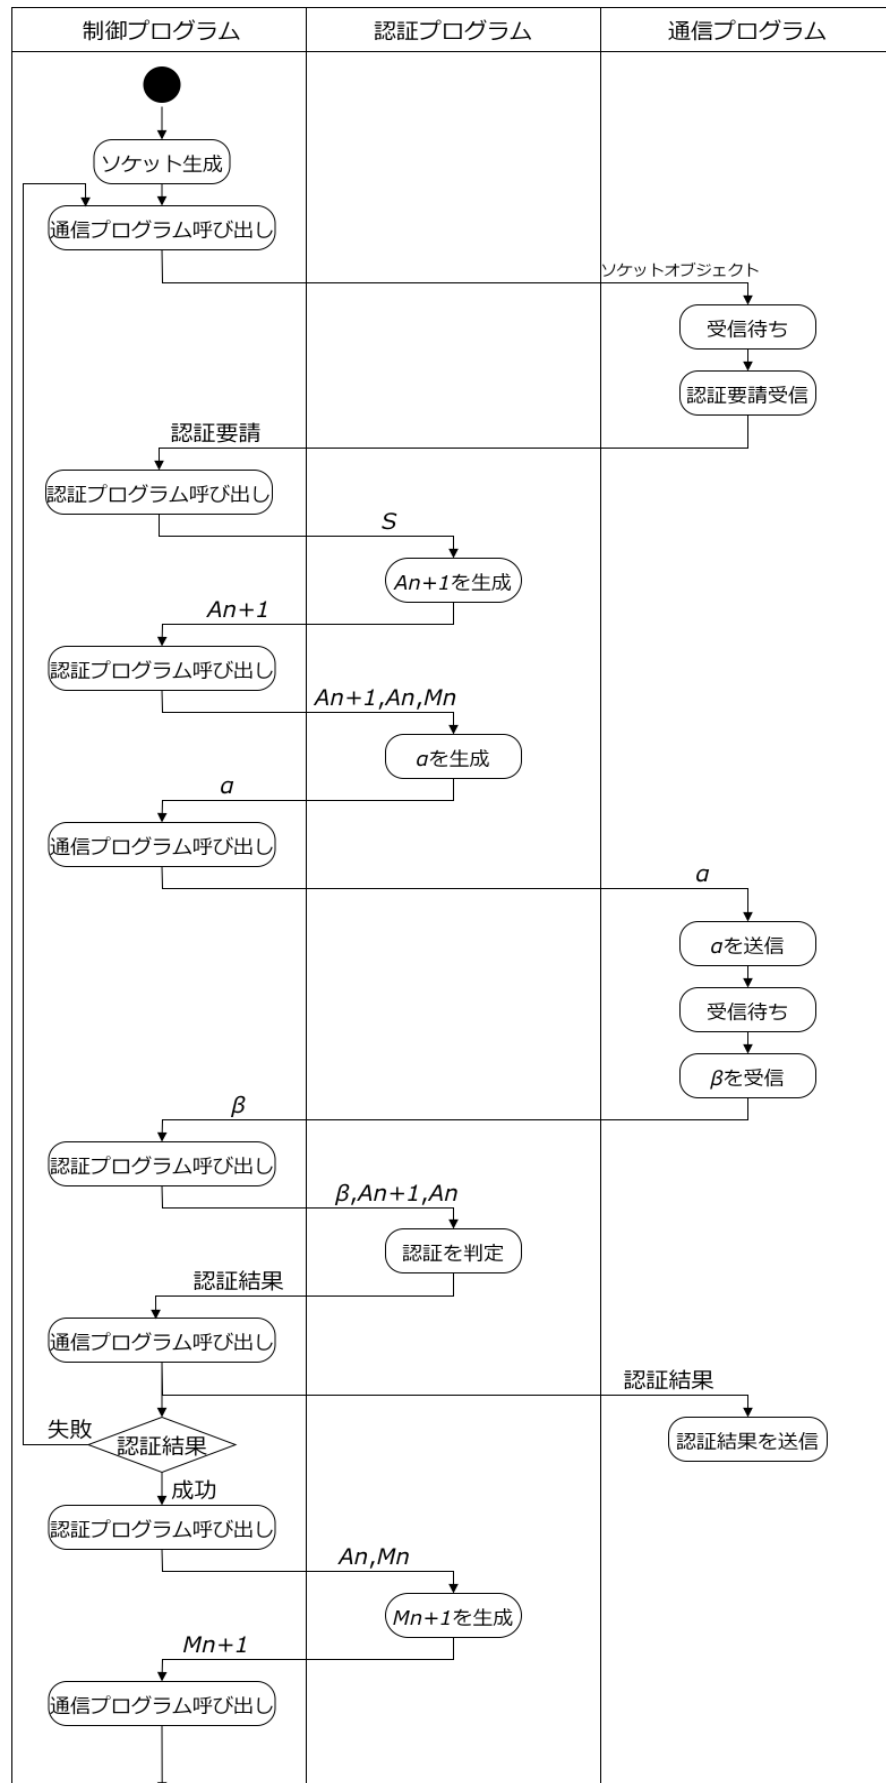 制御プログラム
認証プログラム
通信プログラム
ソケット生成
通信プログラム呼び出し
ソケットオブジェクト
受信待ち
認証要請受信
認証要請
認証プログラム呼び出し
S
An+1を生成
An+1
認証プログラム呼び出し
An+1,An,Mn
αを生成
α
通信プログラム呼び出し
α
αを送信
受信待ち
βを受信
β
認証プログラム呼び出し
β,An+1,An
認証を判定
認証結果
通信プログラム呼び出し
認証結果
失敗
認証結果
認証結果を送信
成功
認証プログラム呼び出し
An,Mn
Mn+1を生成
Mn+1
通信プログラム呼び出し